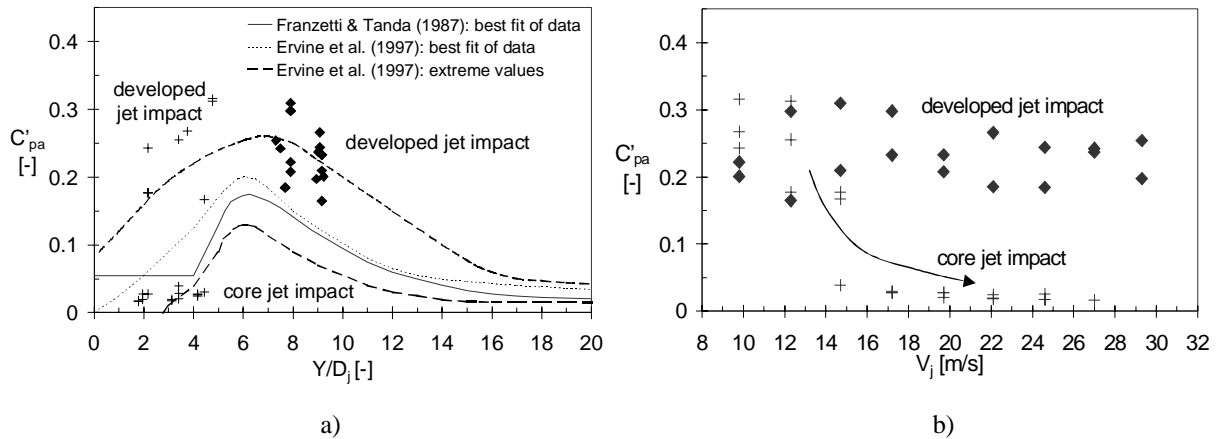 Franzetti & Tanda (1987): best fit of data
Ervine et al. (1997): best fit of data
Ervine et al. (1997): extreme values
0.4
0.3
0.2
0.1
0
C'pa
[-]
developed
jet impact
developed jet impact
core jet impact
0 2 4 6 8 10 12 14 16 18 20
Y/Dj [-]
a)
0.4
0.3
0.2
0.1
0
C'pa
[-]
developed jet impact
core jet impact
8 10 12 14 16 18 20 22 24 26 28 30 32
Vj [m/s]
b)